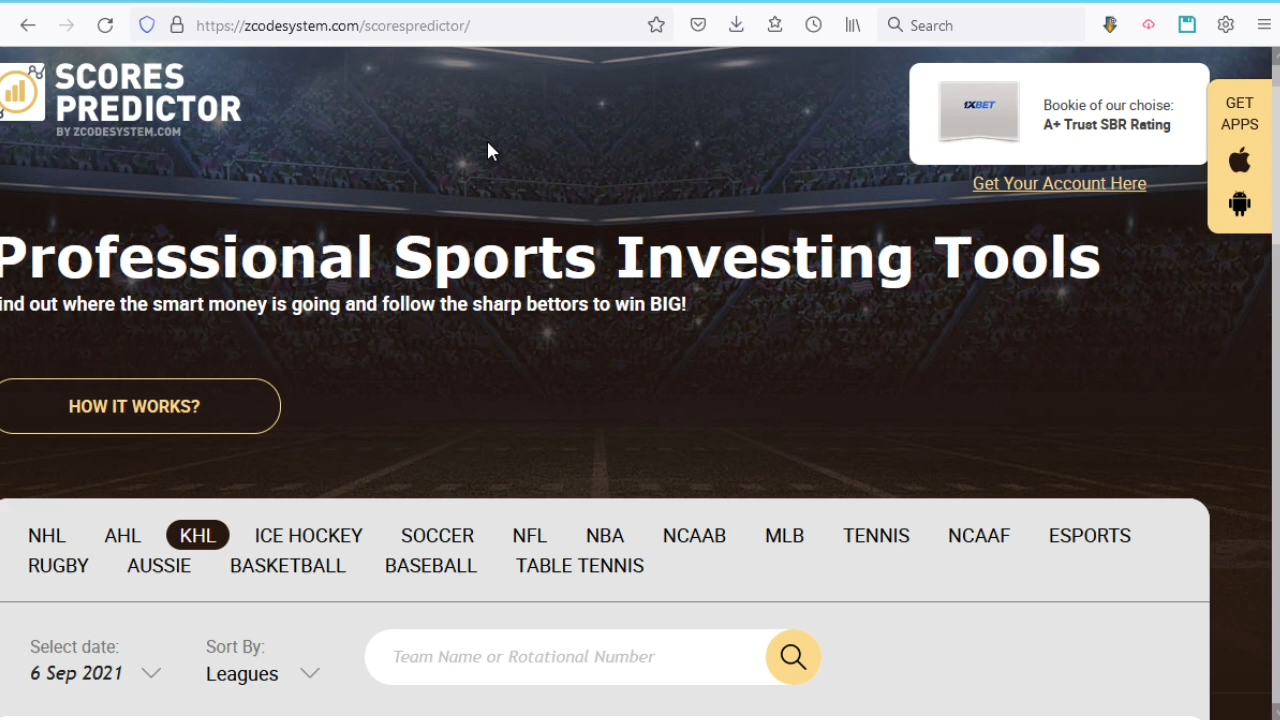 https://zcodesystem.com/scorespredictor/
Search
SCORES
PREDICTOR
BY ZCODESYSTEM.COM
1XBET
Bookie of our choise:
A+ Trust SBR Rating
Get Your Account Here
GET
APPS
Professional Sports Investing Tools
ind out where the smart money is going and follow the sharp bettors to win BIG!
HOW IT WORKS?
NHL AHL KHL ICE HOCKEY SOCCER NFL NBA NCAAB MLB TENNIS NCAAF ESPORTS
RUGBY AUSSIE BASKETBALL BASEBALL TABLE TENNIS
Select date: Sort By:
6 Sep 2021 Leagues
Team Name or Rotational Number